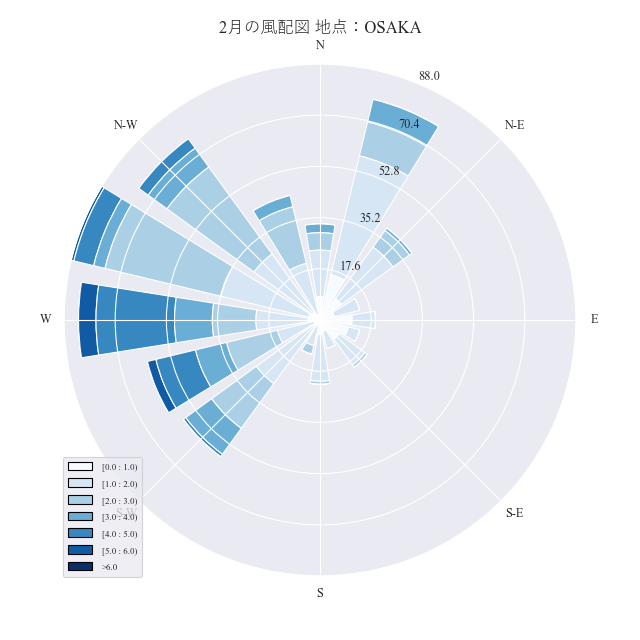 2月の風配図 地点：OSAKA
N
88.0
N-W
70.4
N-E
52.8
35.2
17.6
W
E
[0.0 : 1.0)
[1.0 : 2.0)
[2.0 : 3.0)
[3.0 : 4.0)
[4.0 : 5.0)
[5.0 : 6.0)
>6.0
S-W
S-E
S